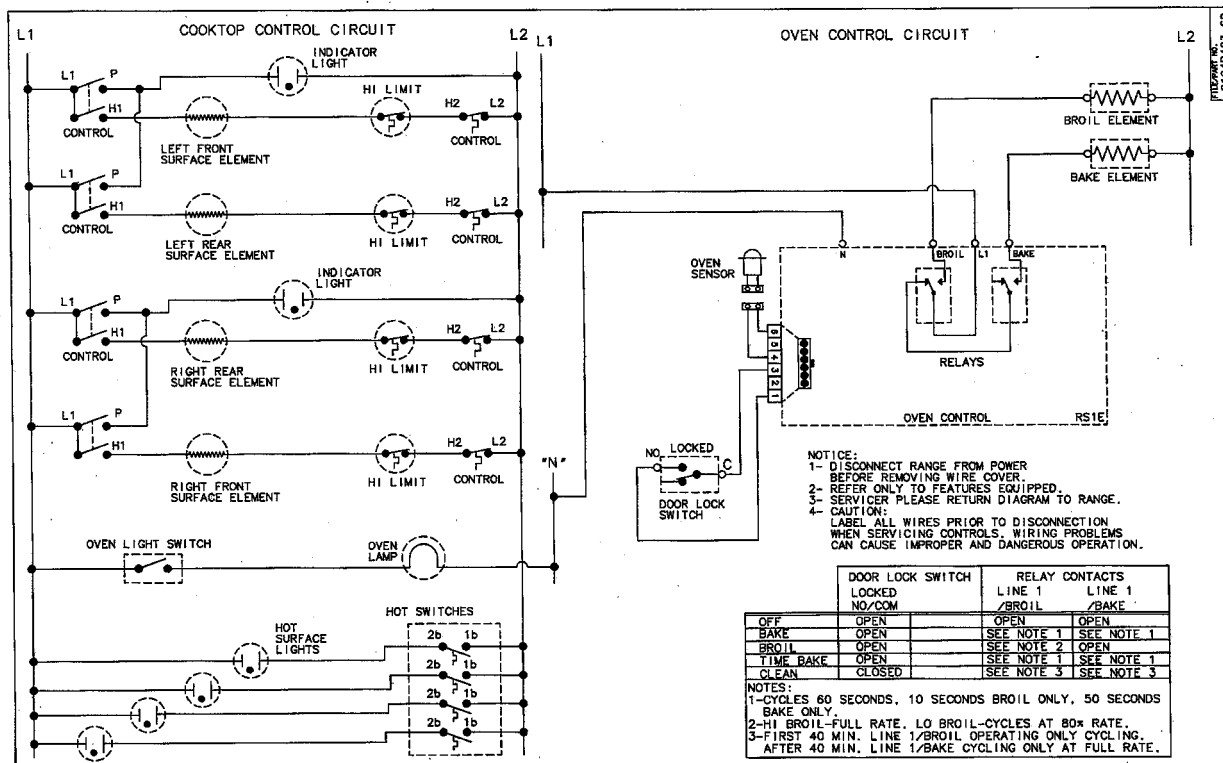 COOKTOP CONTROL CIRCUIT
OVEN CONTROL CIRCUIT
L1
L2
L1
L2
INDICATOR
LIGHT
L1
P
H1
CONTROL
LEFT FRONT
SURFACE ELEMENT
HI LIMIT
H2
L2
CONTROL
L1
P
H1
CONTROL
LEFT REAR
SURFACE ELEMENT
HI LIMIT
H2
L2
CONTROL
INDICATOR
LIGHT
L1
P
H1
CONTROL
RIGHT REAR
SURFACE ELEMENT
HI LIMIT
H2
L2
CONTROL
L1
P
H1
RIGHT FRONT
SURFACE ELEMENT
HI LIMIT
H2
L2
CONTROL
"N"
OVEN LIGHT SWITCH
OVEN
LAMP
HOT SWITCHES
HOT
SURFACE
LIGHTS
2b 1b
2b 1b
2b 1b
2b 1b
BROIL ELEMENT
BAKE ELEMENT
OVEN
SENSOR
N
BROIL
L1
BAKE
RELAYS
6
5
4
3
2
1
OVEN CONTROL
RS1E
NO
LOCKED
C
DOOR LOCK
SWITCH
NOTICE:
1- DISCONNECT RANGE FROM POWER
BEFORE REMOVING WIRE COVER.
2- REFER ONLY TO FEATURES EQUIPPED.
3- SERVICER PLEASE RETURN DIAGRAM TO RANGE.
4- CAUTION:
LABEL ALL WIRES PRIOR TO DISCONNECTION
WHEN SERVICING CONTROLS. WIRING PROBLEMS
CAN CAUSE IMPROPER AND DANGEROUS OPERATION.
DOOR LOCK SWITCH RELAY CONTACTS
LOCKED LINE 1 LINE 1
NO/COM /BROIL /BAKE
OFF OPEN OPEN OPEN
BAKE OPEN SEE NOTE 1 SEE NOTE 1
BROIL OPEN SEE NOTE 2 OPEN
TIME BAKE OPEN SEE NOTE 1 SEE NOTE 1
CLEAN CLOSED SEE NOTE 3 SEE NOTE 3
NOTES:
1-CYCLES 60 SECONDS. 10 SECONDS BROIL ONLY. 50 SECONDS
BAKE ONLY.
2-HI BROIL-FULL RATE. LO BROIL-CYCLES AT 80% RATE.
3-FIRST 40 MIN. LINE 1/BROIL OPERATING ONLY CYCLING.
AFTER 40 MIN. LINE 1/BAKE CYCLING ONLY AT FULL RATE.
FILE/PART NO.